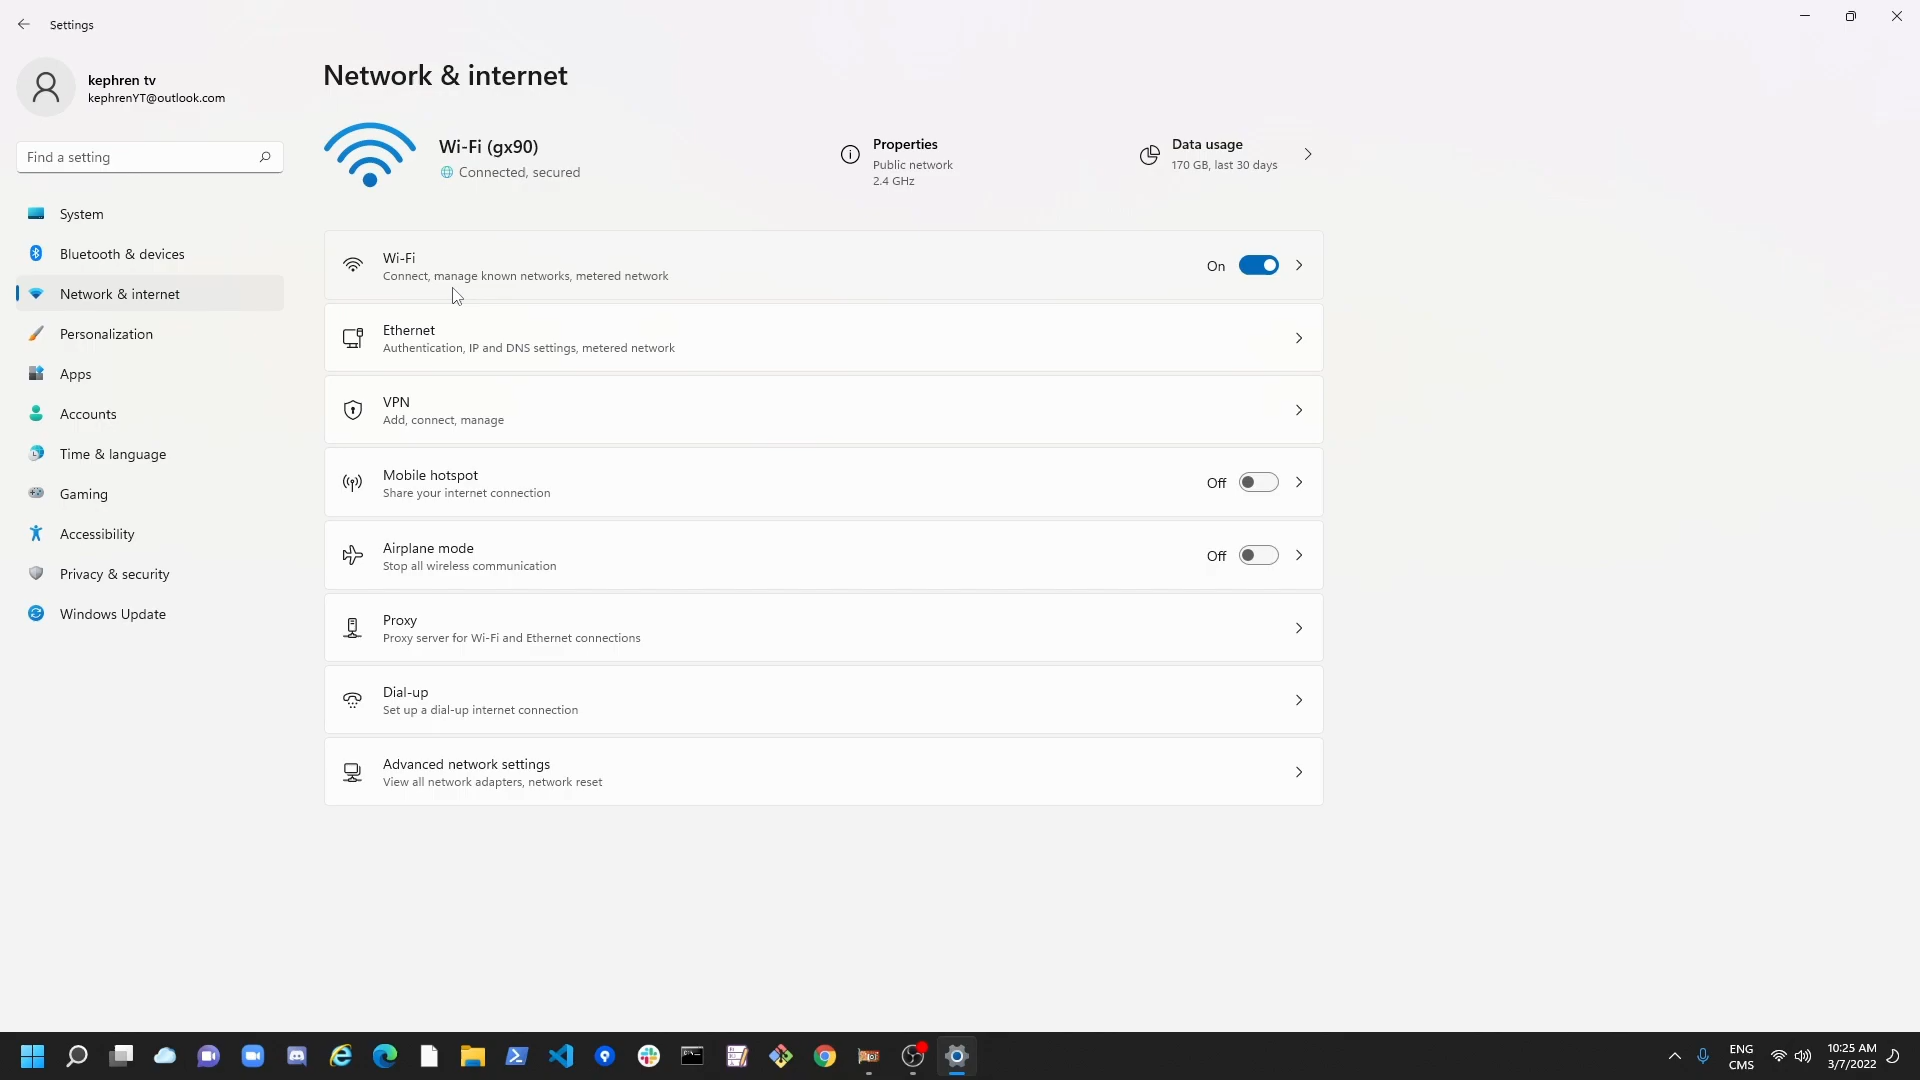 Settings
kephren tv
kephrenYT@outlook.com
Find a setting
System
Bluetooth & devices
Network & internet
Personalization
Apps
Accounts
Time & language
Gaming
Accessibility
Privacy & security
Windows Update
Network & internet
Wi-Fi (gx90)
Connected, secured
Properties
Public network
2.4 GHz
Data usage
170 GB, last 30 days
Wi-Fi
Connect, manage known networks, metered network
On
Ethernet
Authentication, IP and DNS settings, metered network
VPN
Add, connect, manage
Mobile hotspot
Share your internet connection
Off
Airplane mode
Stop all wireless communication
Off
Proxy
Proxy server for Wi-Fi and Ethernet connections
Dial-up
Set up a dial-up internet connection
Advanced network settings
View all network adapters, network reset
ENG
CMS
10:25 AM
3/7/2022